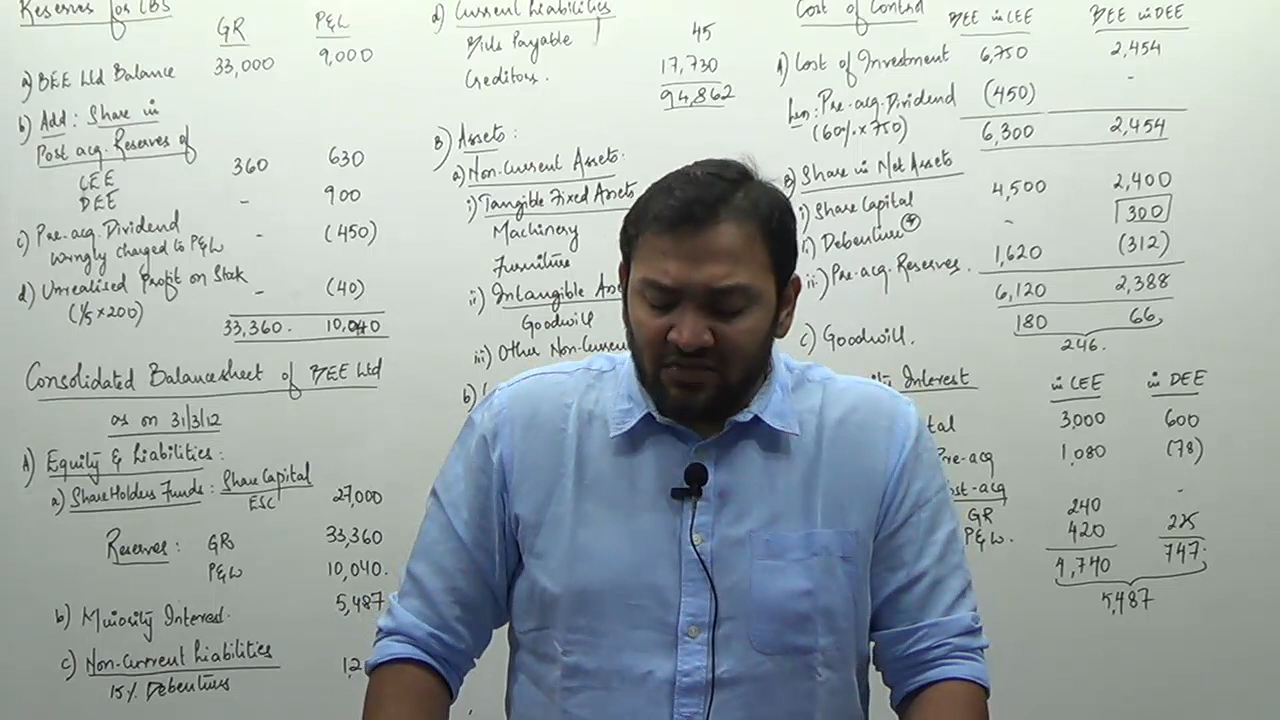 Reserves for CBS
GR P&L
a) BEE Ltd Balance 33,000 9,000
b) Add: Share in
Post acq. Reserves of
CEE 360 630
DEE - 900
c) Pre-acq. Dividend
wrongly charged to P&L - (450)
d) Unrealised Profit on Stock - (40)
(1/5 x 200)
33,360. 10,040
Consolidated Balancesheet of BEE Ltd
as on 31/3/12
A) Equity & Liabilities:
a) ShareHolders Funds: Share Capital
ESC 27,000
Reserves: GR 33,360
P&L 10,040.
b) Minority Interest. 5,487
c) Non-Current Liabilities
15% Debentures
d) Current Liabilities
Bills Payable 45
Creditors. 17,730
94,862
B) Assets:
a) Non-Current Assets.
i) Tangible Fixed Assets
Machinery
Furniture
ii) Intangible
Goodwill
iii) Other Non-Current
Cost of Control
BEE in CEE BEE in DEE
A) Cost of Investment 6,750 2,454
Less: Pre-acq. Dividend (450) -
(60% x 750)
6,300 2,454
B) Share in Net Assets
i) Share Capital 4,500 2,400
ii) Debenture - 300
iii) Pre-acq. Reserves. 1,620 (312)
6,120 2,388
C) Goodwill. 180 66
246.
Interest in CEE in DEE
3,000 600
Pre-acq 1,080 (78)
-
GR 240
P&L. 420 225
4,740 747.
5,487